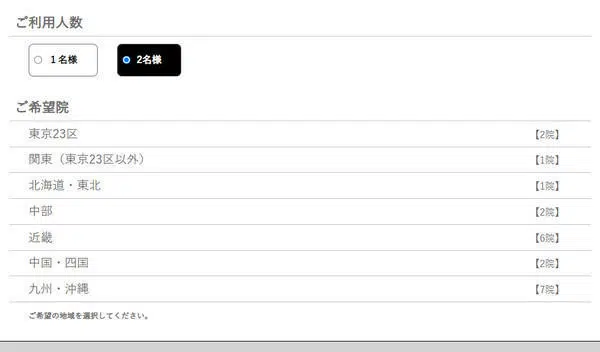 ご利用人数
1名様 2名様
ご希望院
東京23区 【2院】
関東（東京23区以外） 【1院】
北海道・東北 【1院】
中部 【2院】
近畿 【6院】
中国・四国 【2院】
九州・沖縄 【7院】
ご希望の地域を選択してください。